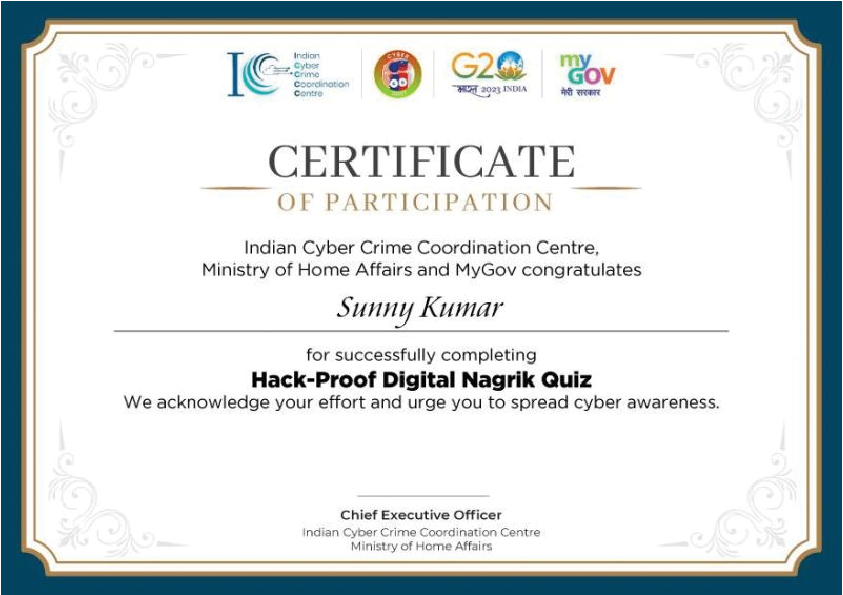 Indian
Cyber
Crime
Coordination
Centre
CYBER
G20
भारत 2023 INDIA
my
GOV
मेरी सरकार
CERTIFICATE
OF PARTICIPATION
Indian Cyber Crime Coordination Centre,
Ministry of Home Affairs and MyGov congratulates
Sunny Kumar
for successfully completing
Hack-Proof Digital Nagrik Quiz
We acknowledge your effort and urge you to spread cyber awareness.
Chief Executive Officer
Indian Cyber Crime Coordination Centre
Ministry of Home Affairs